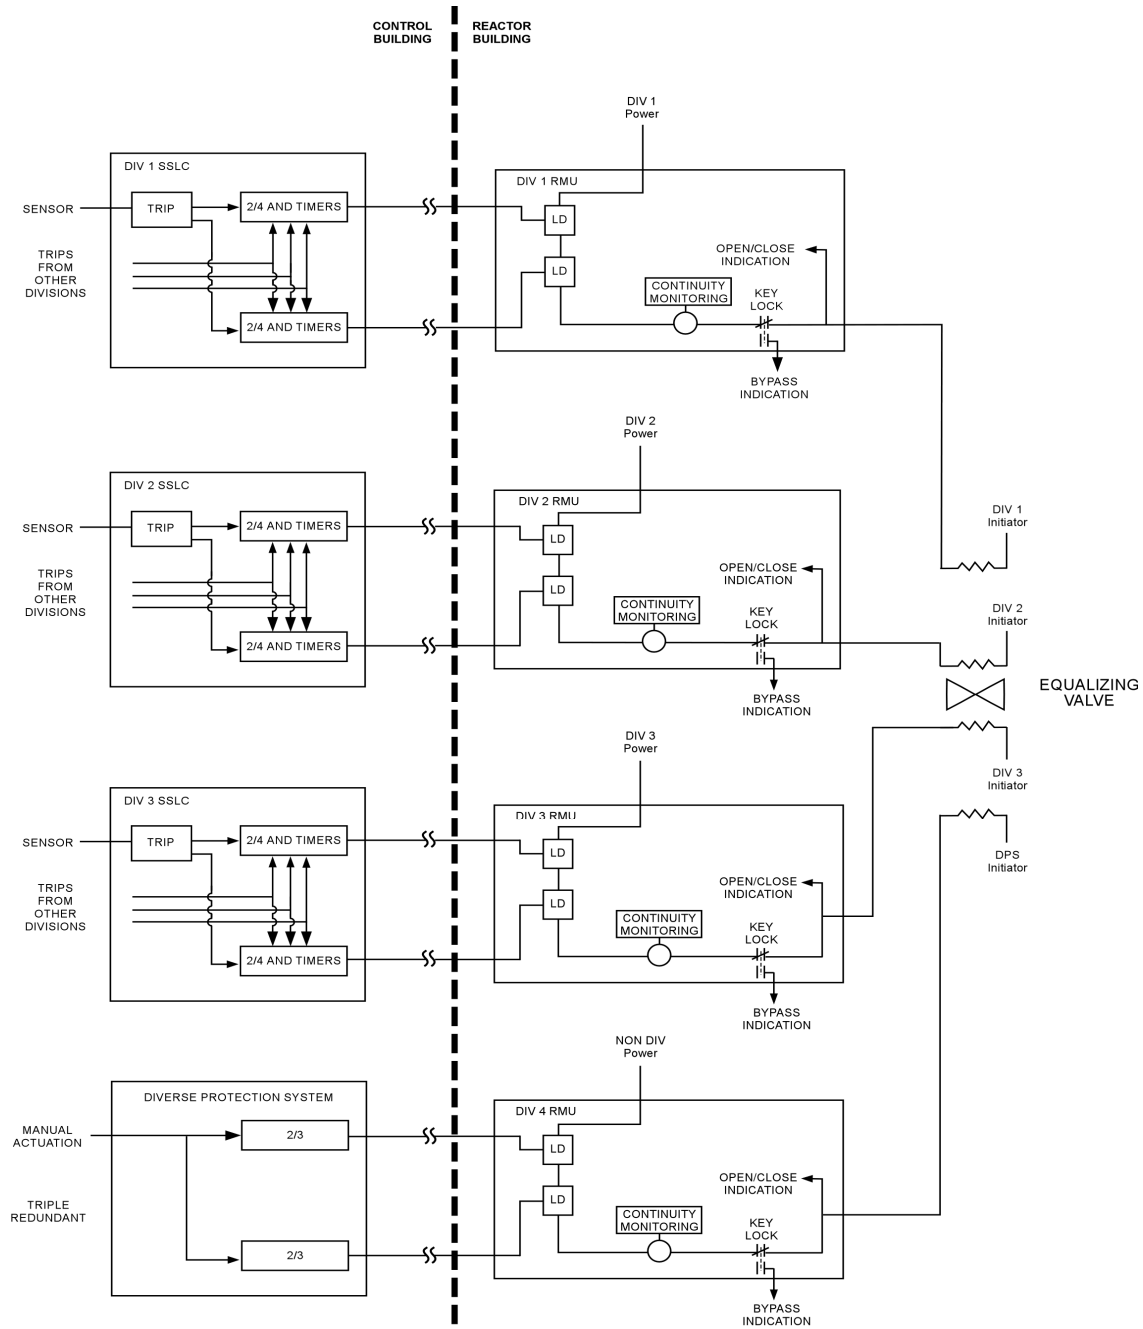 CONTROL
BUILDING
REACTOR
BUILDING
DIV 1
Power
DIV 1 SSLC
SENSOR
TRIP
2/4 AND TIMERS
TRIPS
FROM
OTHER
DIVISIONS
2/4 AND TIMERS
DIV 1 RMU
LD
LD
OPEN/CLOSE
INDICATION
CONTINUITY
MONITORING
KEY
LOCK
BYPASS
INDICATION
DIV 2
Power
DIV 2 SSLC
SENSOR
TRIP
2/4 AND TIMERS
TRIPS
FROM
OTHER
DIVISIONS
2/4 AND TIMERS
DIV 2 RMU
LD
LD
OPEN/CLOSE
INDICATION
CONTINUITY
MONITORING
KEY
LOCK
BYPASS
INDICATION
DIV 1
Initiator
DIV 2
Initiator
EQUALIZING
VALVE
DIV 3
Initiator
DPS
Initiator
DIV 3
Power
DIV 3 SSLC
SENSOR
TRIP
2/4 AND TIMERS
TRIPS
FROM
OTHER
DIVISIONS
2/4 AND TIMERS
DIV 3 RMU
LD
LD
OPEN/CLOSE
INDICATION
CONTINUITY
MONITORING
KEY
LOCK
BYPASS
INDICATION
NON DIV
Power
DIVERSE PROTECTION SYSTEM
MANUAL
ACTUATION
2/3
TRIPLE
REDUNDANT
2/3
DIV 4 RMU
LD
LD
OPEN/CLOSE
INDICATION
CONTINUITY
MONITORING
KEY
LOCK
BYPASS
INDICATION